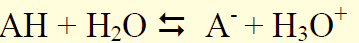 AH + H₂O ⇆ A⁻ + H₃O⁺